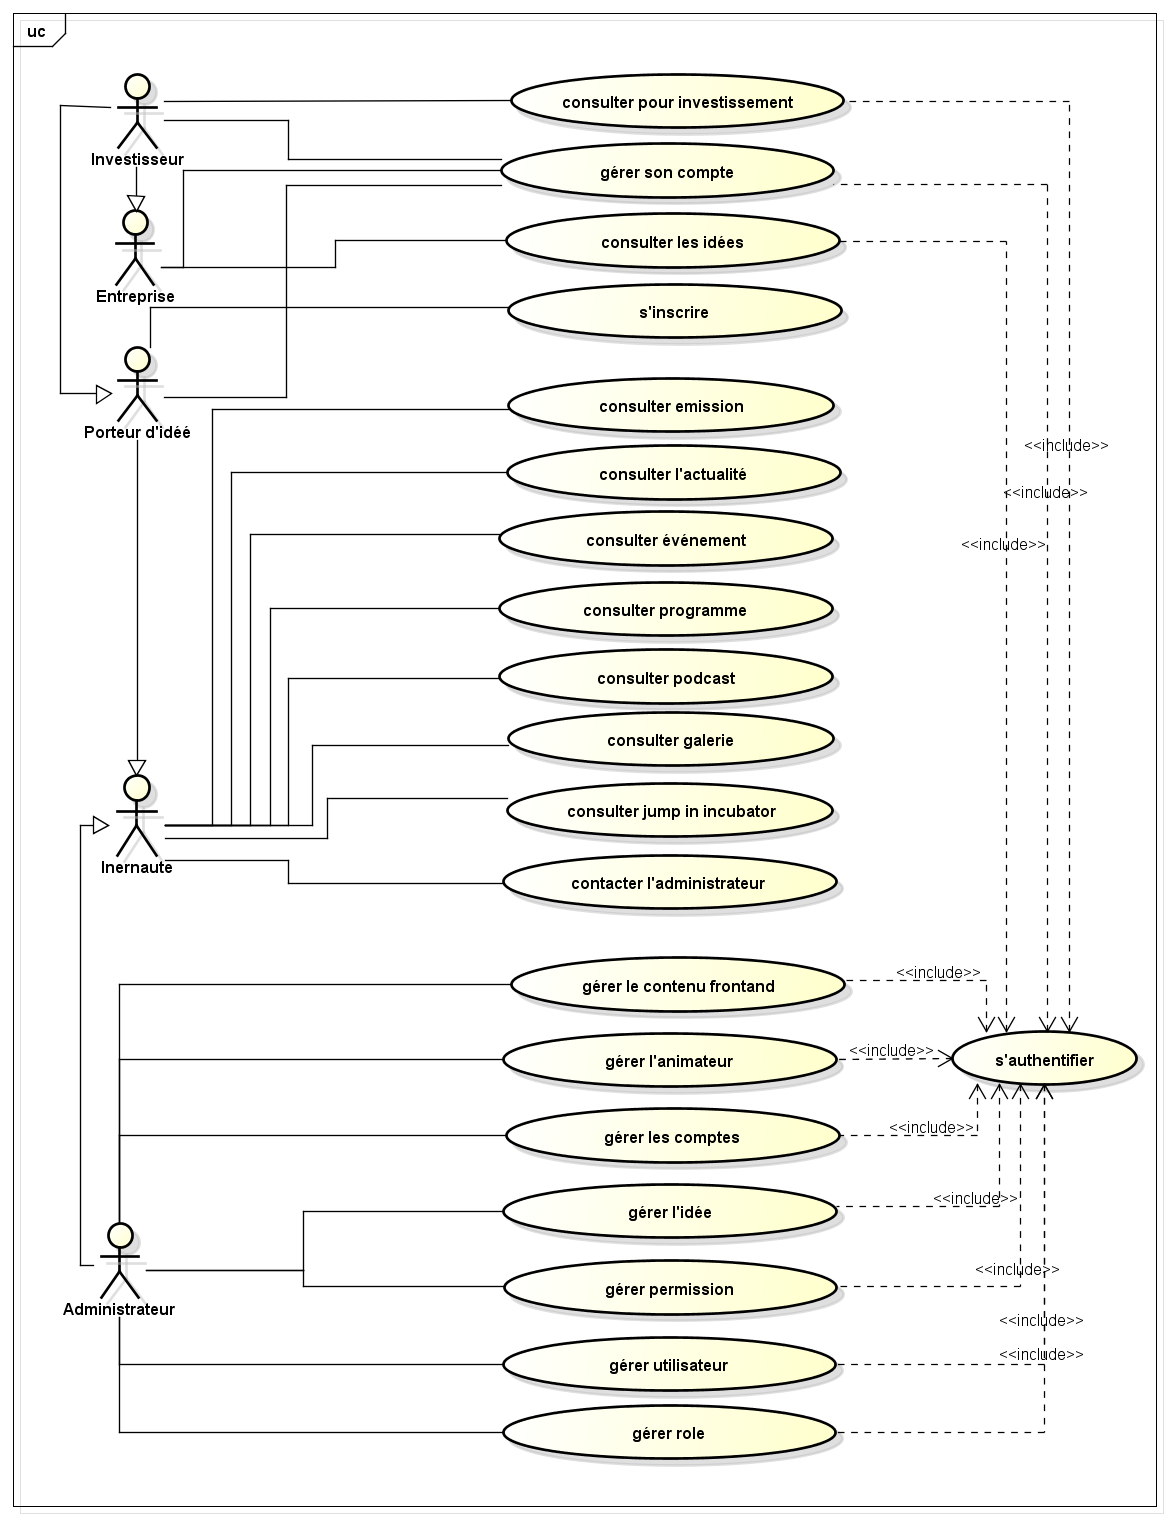 uc
consulter pour investissement
Investisseur
gérer son compte
consulter les idées
Entreprise
s'inscrire
consulter emission
Porteur d'idéé
<<include>>
consulter l'actualité
<<include>>
consulter événement
<<include>>
consulter programme
consulter podcast
consulter galerie
consulter jump in incubator
Inernaute
contacter l'administrateur
<<include>>
gérer le contenu frontand
<<include>>
gérer l'animateur
s'authentifier
<<include>>
gérer les comptes
<<include>>
gérer l'idée
<<include>>
gérer permission
Administrateur
<<include>>
<<include>>
gérer utilisateur
gérer role